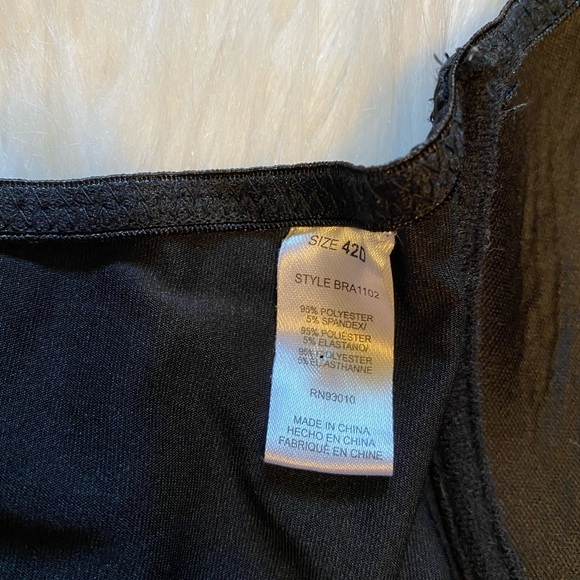 SIZE 42D
STYLE BRA1102
95% POLYESTER
5% SPANDEX/
95% POLIÉSTER
5% ELASTANO/
95% POLYESTER
5% ELASTHANNE
RN93010
MADE IN CHINA
HECHO EN CHINA
FABRIQUÉ EN CHINE